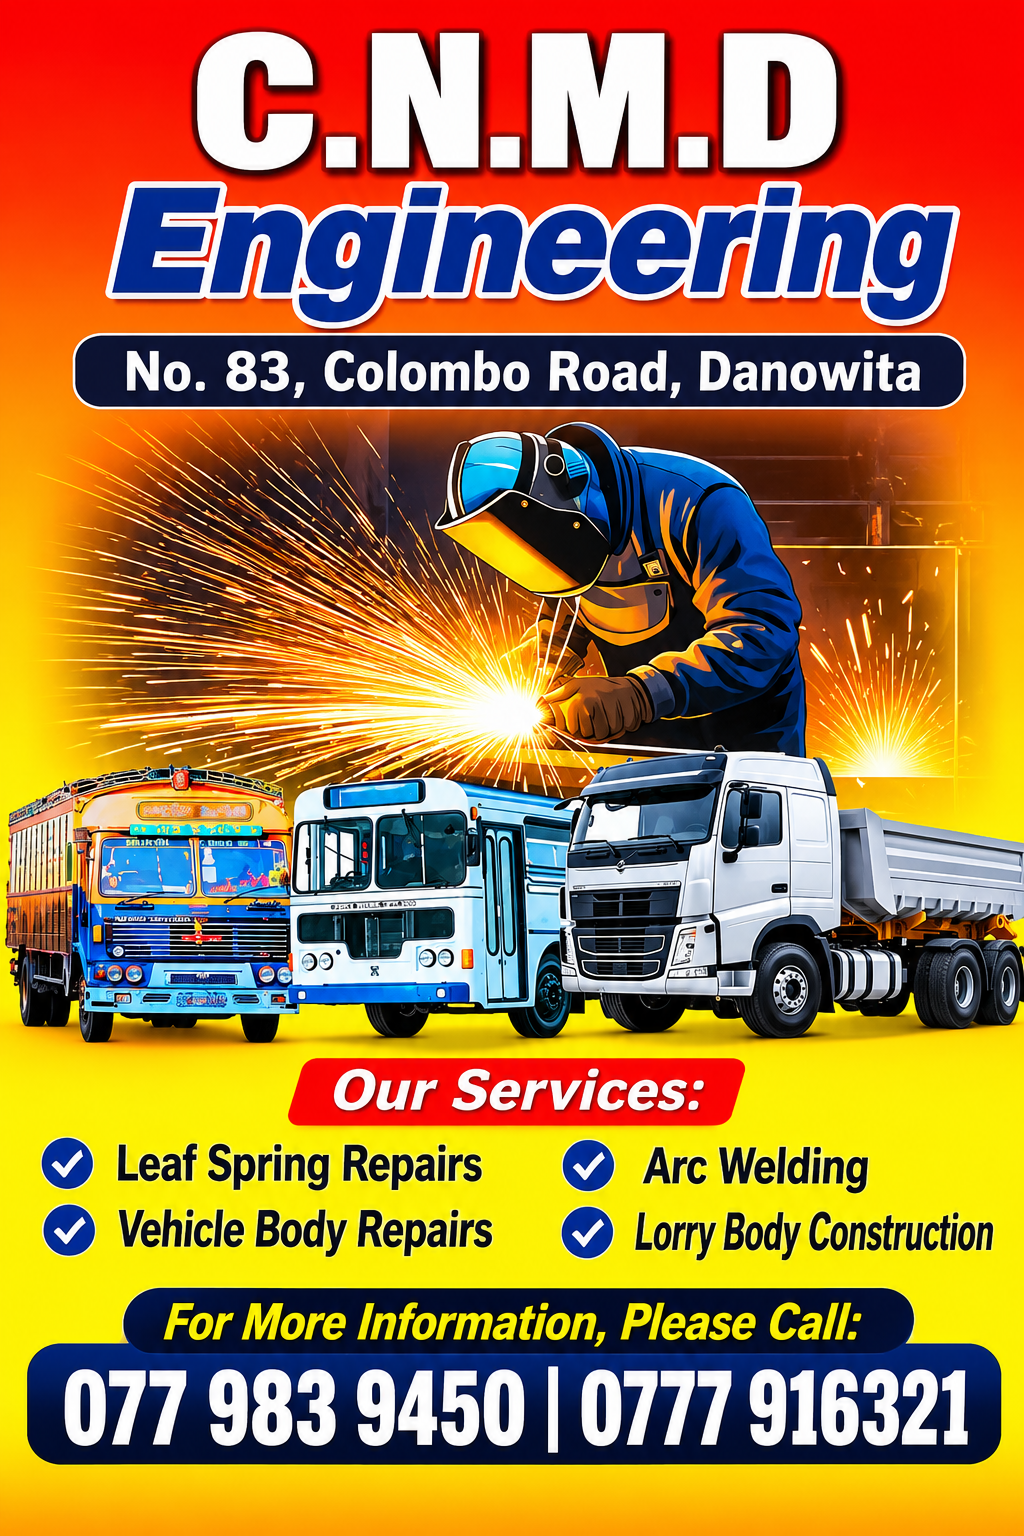 C.N.M.D
Engineering
No. 83, Colombo Road, Danowita
Our Services:
Leaf Spring Repairs
Arc Welding
Vehicle Body Repairs
Lorry Body Construction
For More Information, Please Call:
077 983 9450 | 0777 916321